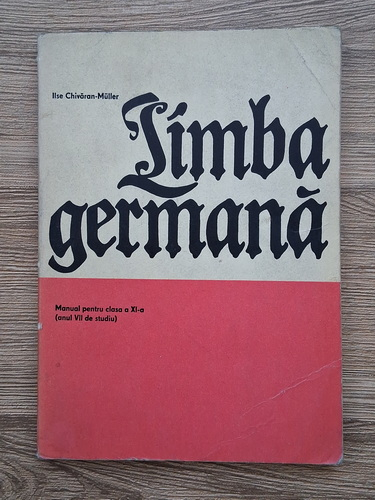 Ilse Chivăran-Müller
Limba
germană
Manual pentru clasa a XI-a
(anul VII de studiu)